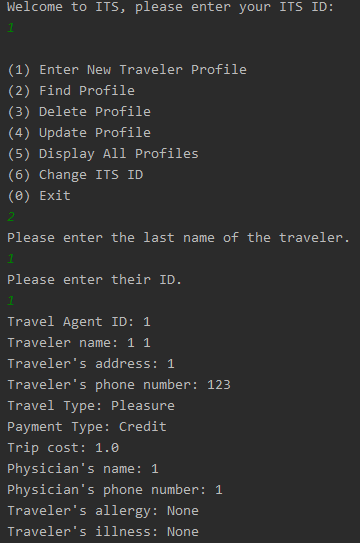 Welcome to ITS, please enter your ITS ID:
1
(1) Enter New Traveler Profile
(2) Find Profile
(3) Delete Profile
(4) Update Profile
(5) Display All Profiles
(6) Change ITS ID
(0) Exit
2
Please enter the last name of the traveler.
1
Please enter their ID.
1
Travel Agent ID: 1
Traveler name: 1 1
Traveler's address: 1
Traveler's phone number: 123
Travel Type: Pleasure
Payment Type: Credit
Trip cost: 1.0
Physician's name: 1
Physician's phone number: 1
Traveler's allergy: None
Traveler's illness: None